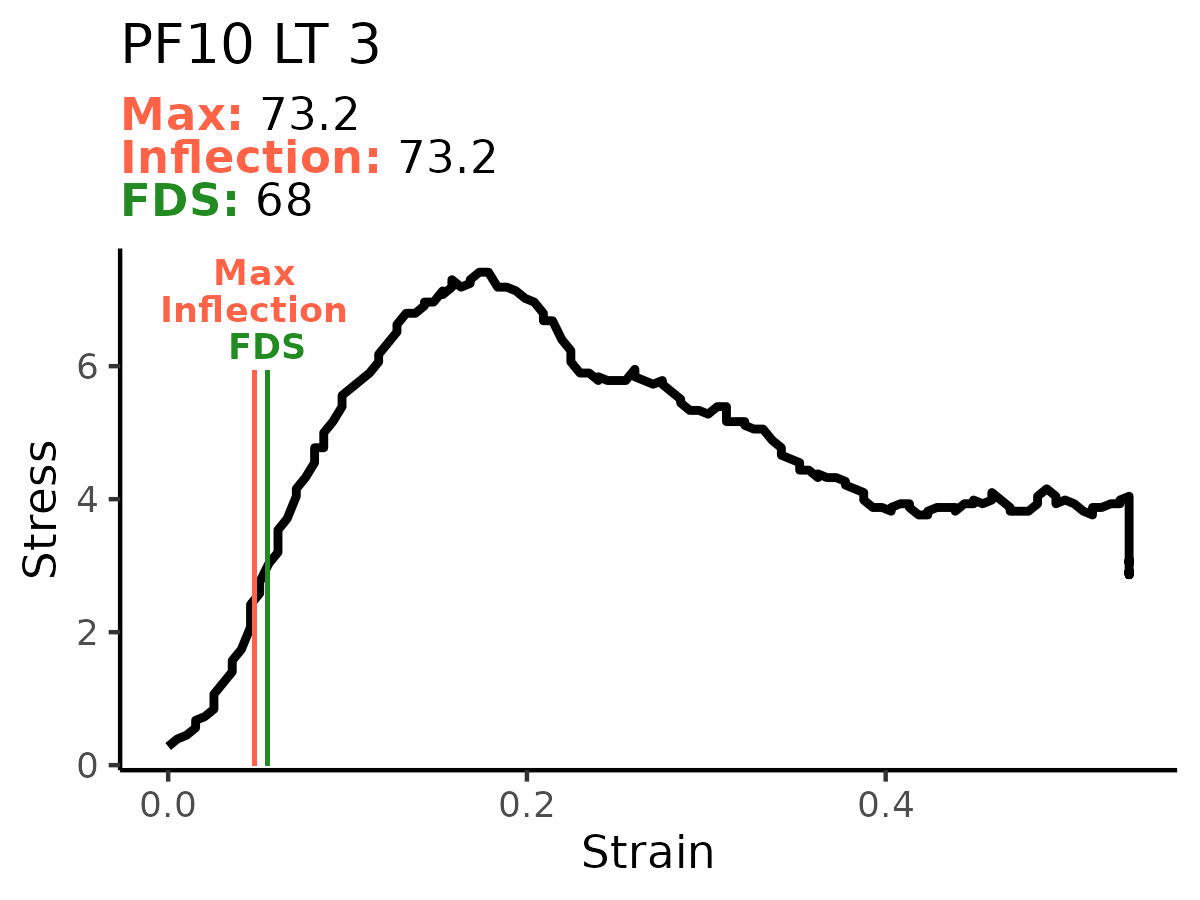 PF10 LT 3
Max: 73.2
Inflection: 73.2
FDS: 68
Max
Inflection
FDS
6
4
2
0
Stress
0.0 0.2 0.4
Strain